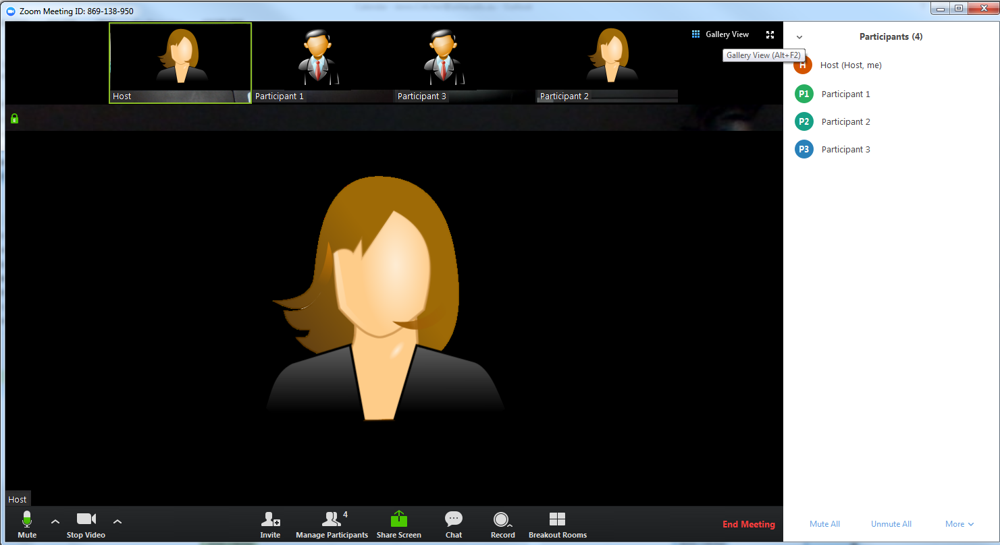 Zoom Meeting ID: 869-138-950
Gallery View
Gallery View (Alt+F2)
Host
Participant 1
Participant 3
Participant 2
E
Host
Mute
Stop Video
Invite
4
Manage Participants
Share Screen
Chat
Record
Breakout Rooms
End Meeting
Participants (4)
H Host (Host, me)
P1 Participant 1
P2 Participant 2
P3 Participant 3
Mute All Unmute All More